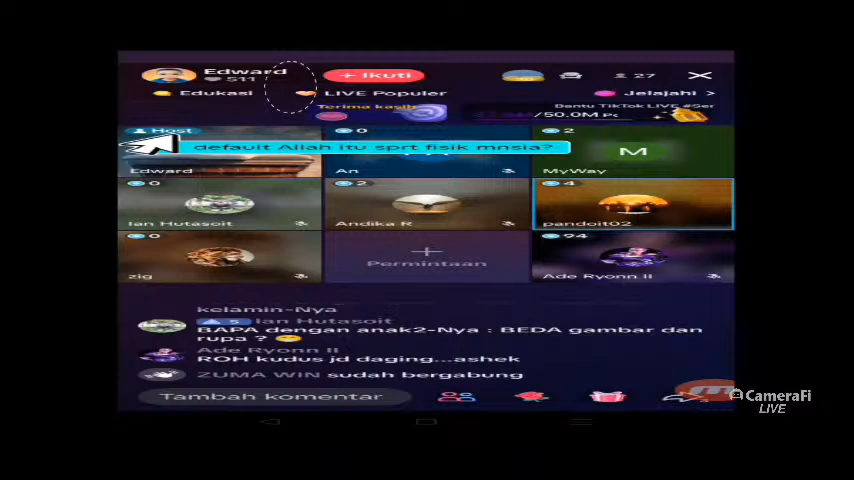 Edward
511
+ Ikuti
27
Edukasi
LIVE Populer
Jelajahi >
Terima kasih
Bantu TikTok LIVE #Ser
/50.0M
Host
0
2
default Allah itu sprt fisik mnsia?
Edward
An
MyWay
M
0
2
4
Ian Hutasoit
Andika R
pandoit02
0
94
zig
Permintaan
Ade Ryonn II
kelamin-Nya
5 Ian Hutasoit
BAPA dengan anak2-Nya : BEDA gambar dan
rupa ?
Ade Ryonn II
ROH kudus jd daging...ashek
ZUMA WIN sudah bergabung
Tambah komentar
CameraFi
LIVE